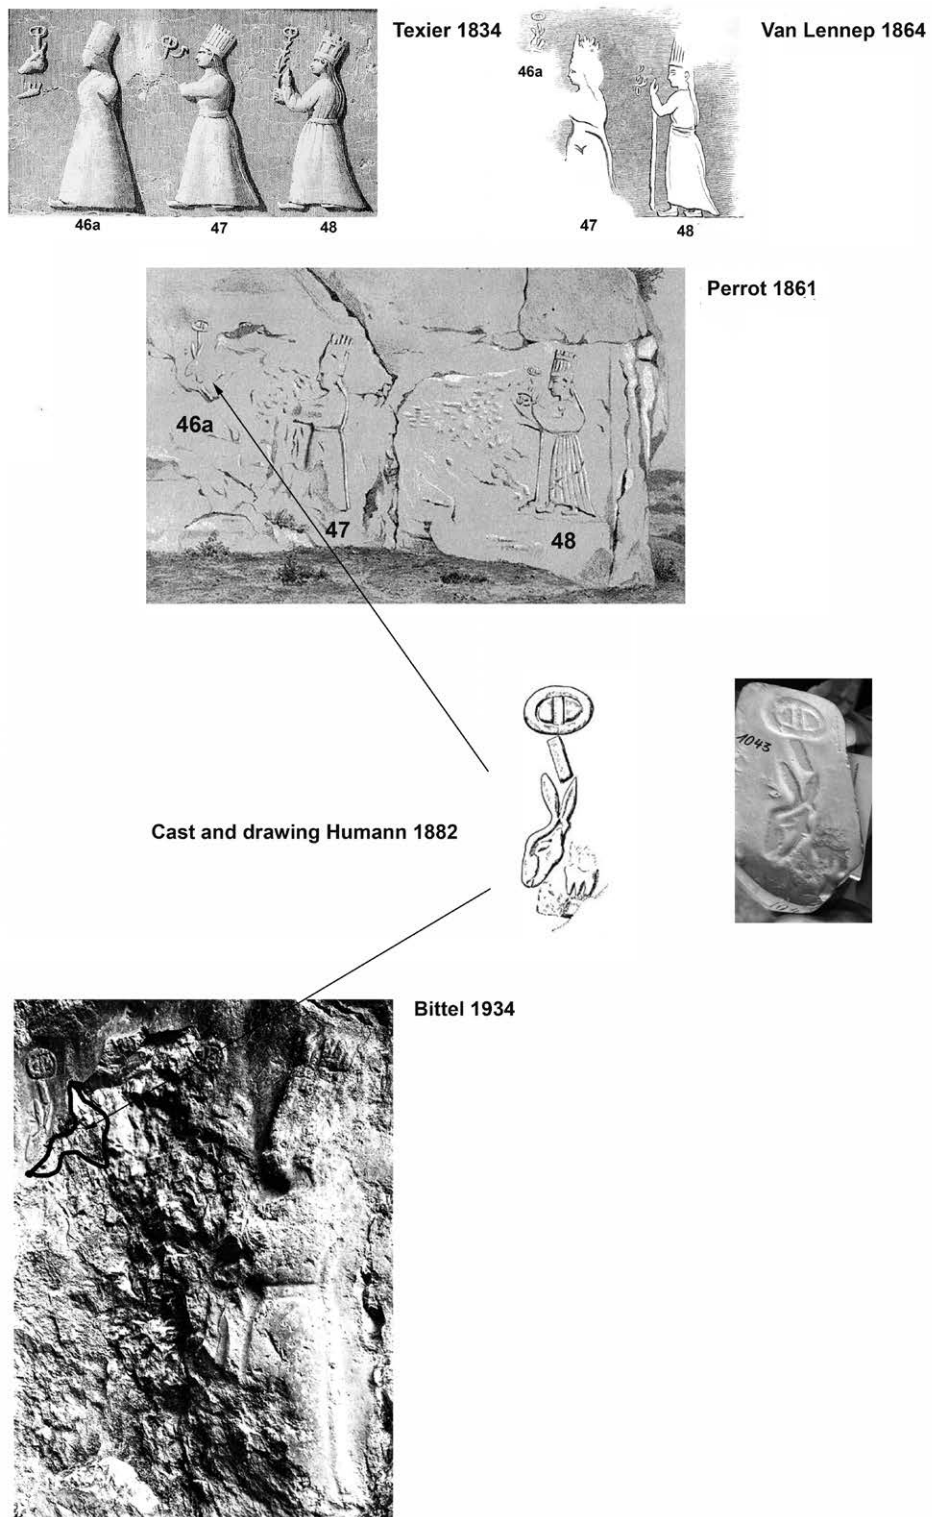 Texier 1834
Van Lennep 1864
46a
46a
47
48
47
48
Perrot 1861
46a
47
48
1043
Cast and drawing Humann 1882
Bittel 1934